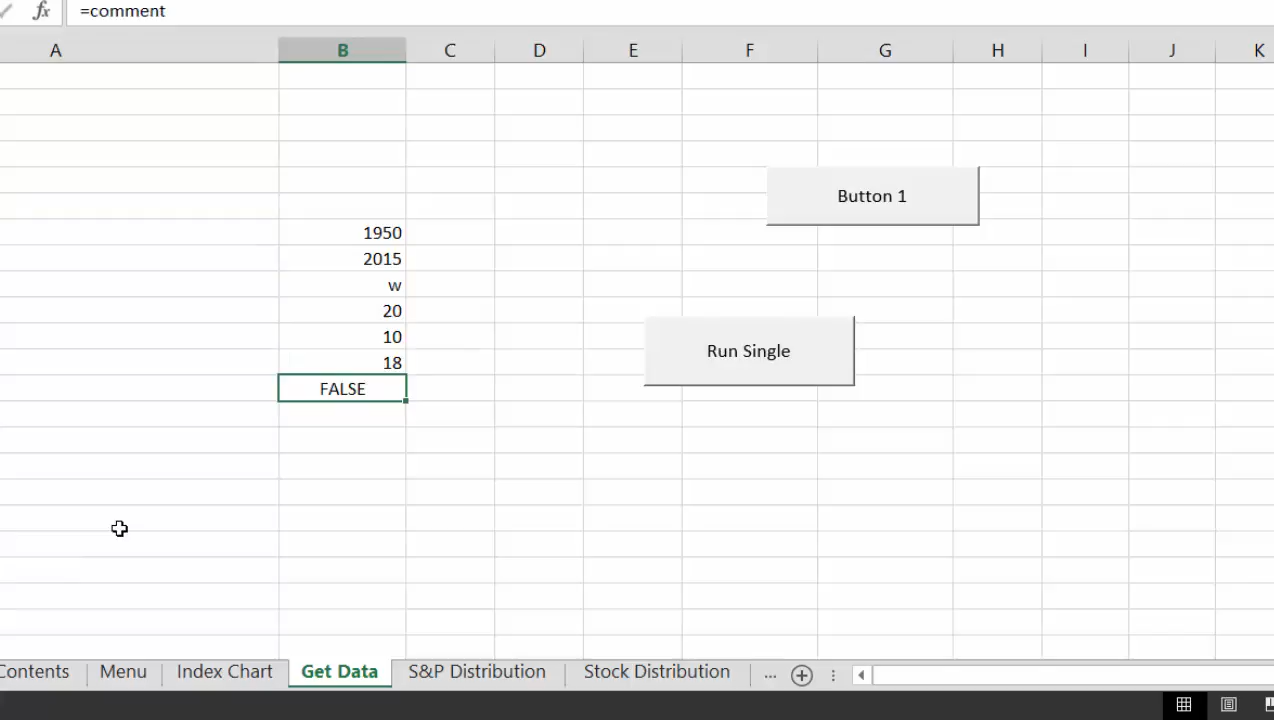 fx =comment
A B C D E F G H I J K
Button 1
1950
2015
w
20
10
Run Single
18
FALSE
Contents Menu Index Chart Get Data S&P Distribution Stock Distribution ...